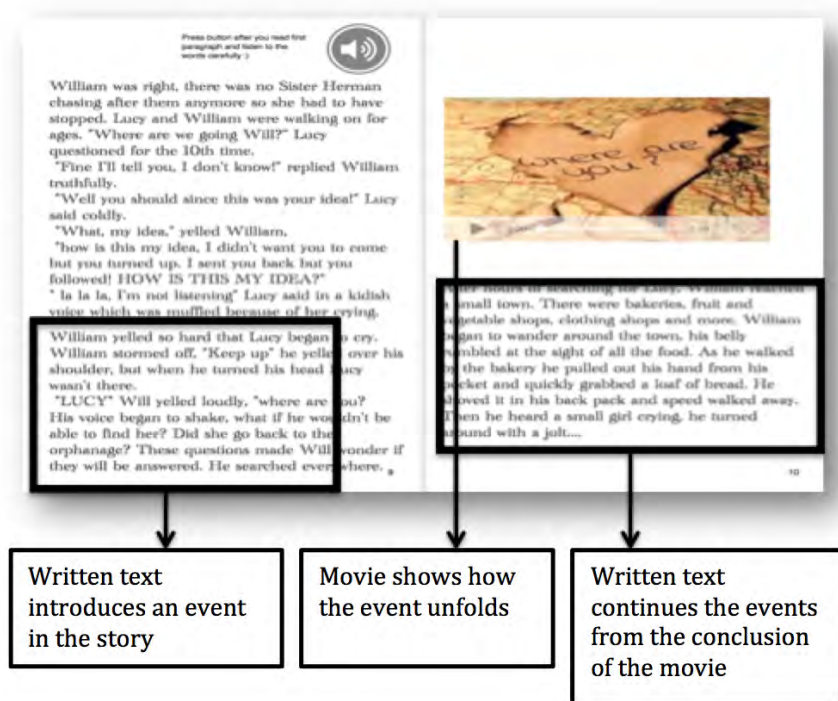 Press button after you read first
paragraph and listen to the
words carefully :)
William was right, there was no Sister Herman
chasing after them anymore so she had to have
stopped. Lucy and William were walking on for
ages. "Where are we going Will?" Lucy
questioned for the 10th time.
"Fine I'll tell you, I don't know!" replied William
truthfully.
"Well you should since this was your idea!" Lucy
said coldly.
"What, my idea," yelled William,
"how is this my idea, I didn't want you to come
but you turned up. I sent you back but you
followed! HOW IS THIS MY IDEA?"
" la la la, I'm not listening" Lucy said in a kidish
voice which was muffled because of her crying.
William yelled so hard that Lucy began to cry.
William stormed off, "Keep up" he yelled over his
shoulder, but when he turned his head Lucy
wasn't there.
"LUCY" Will yelled loudly, "where are you?
His voice began to shake, what if he wouldn't be
able to find her? Did she go back to the
orphanage? These questions made Will wonder if
they will be answered. He searched everywhere.
9
where are
you?
After hours of searching for Lucy, William reached
a small town. There were bakeries, fruit and
vegetable shops, clothing shops and more. William
began to wander around the town, his belly
rumbled at the sight of all the food. As he walked
by the bakery he pulled out his hand from his
pocket and quickly grabbed a loaf of bread. He
shoved it in his back pack and speed walked away.
Then he heard a small girl crying, he turned
around with a jolt....
10
Written text
introduces an event
in the story
Movie shows how
the event unfolds
Written text
continues the events
from the conclusion
of the movie